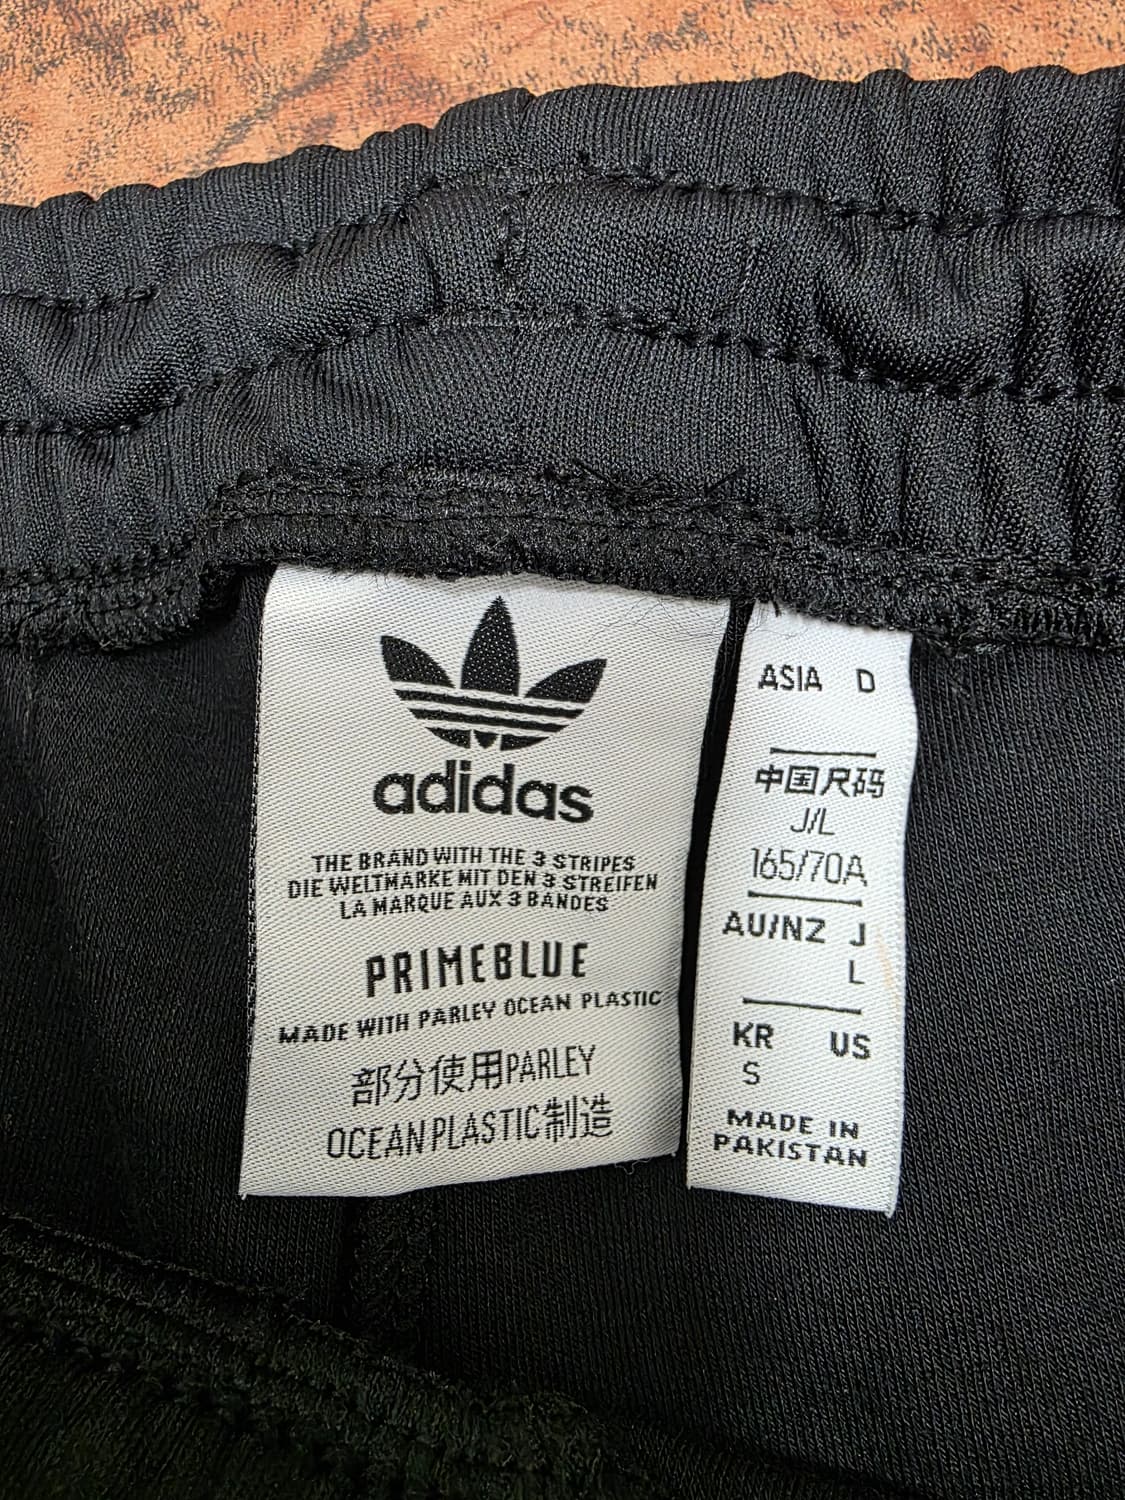 adidas
THE BRAND WITH THE 3 STRIPES
DIE WELTMARKE MIT DEN 3 STREIFEN
LA MARQUE AUX 3 BANDES
PRIMEBLUE
MADE WITH PARLEY OCEAN PLASTIC
部分使用PARLEY
OCEAN PLASTIC制造
ASIA D
中国尺码
J/L
165/70A
AU/NZ J
L
KR US
S
MADE IN
PAKISTAN